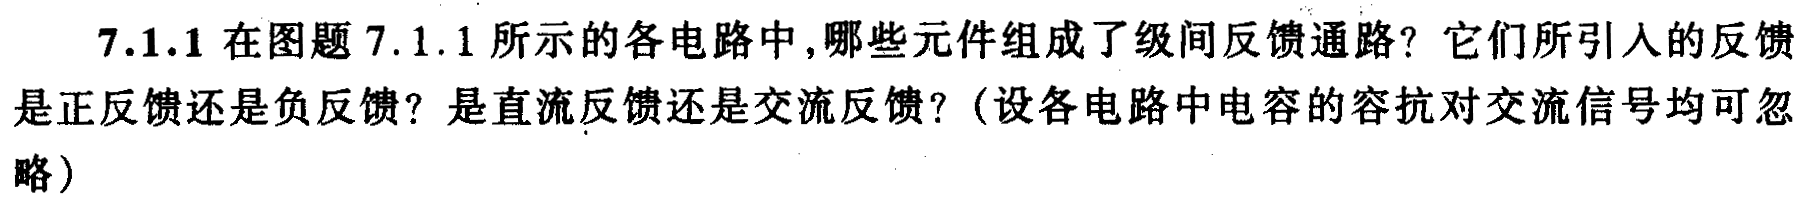 7.1.1 在图题 7.1.1 所示的各电路中,哪些元件组成了级间反馈通路? 它们所引入的反馈
是正反馈还是负反馈? 是直流反馈还是交流反馈? (设各电路中电容的容抗对交流信号均可忽
略)